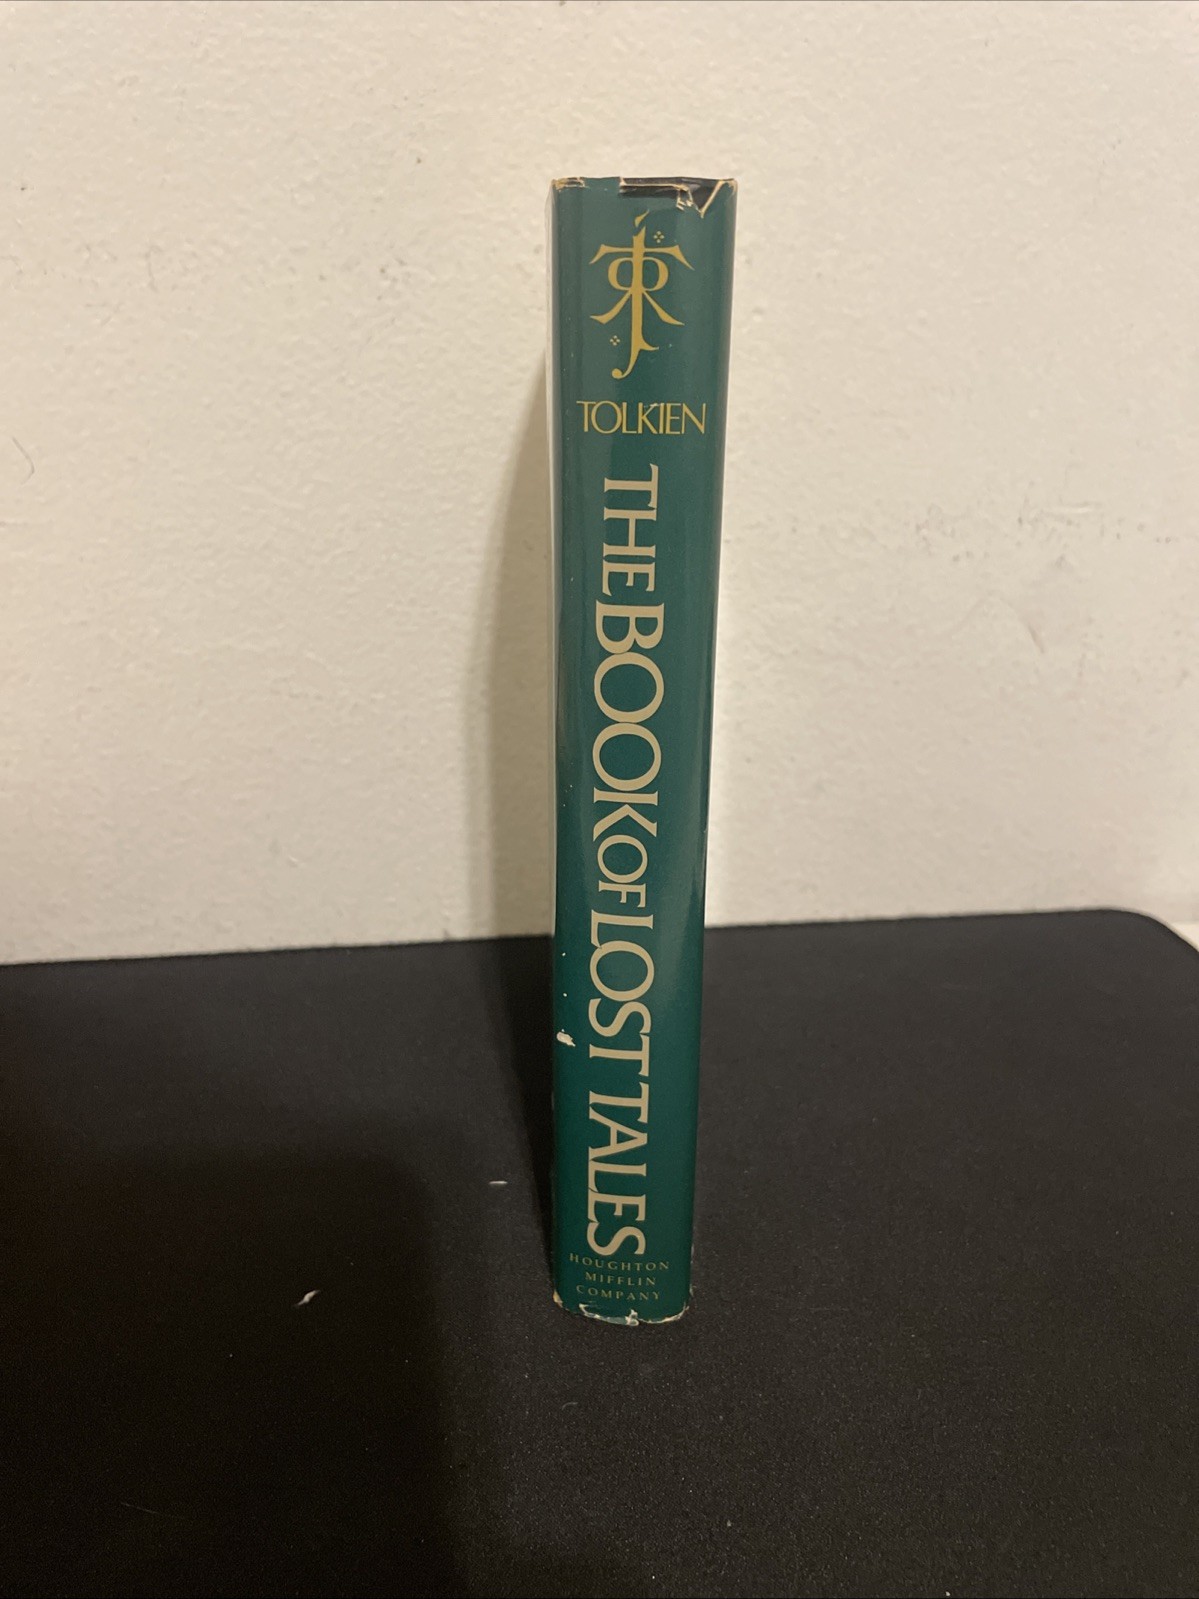 TOLKIEN
THE BOOK OF LOST TALES
HOUGHTON
MIFFLIN
COMPANY